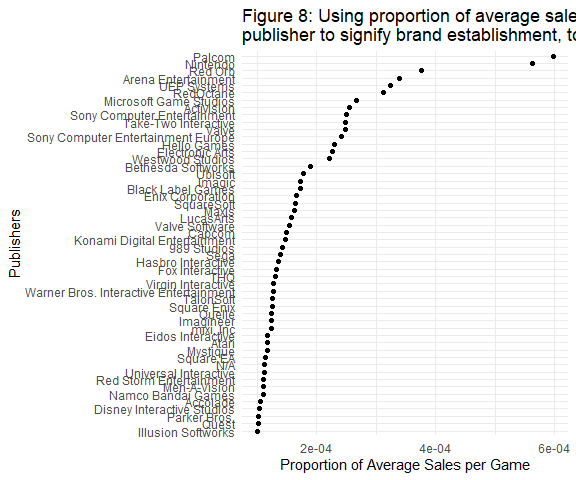 Figure 8: Using proportion of average sale
publisher to signify brand establishment, to
Palcom
Nintendo
Red Orb
Arena Entertainment
UEP Systems
RedOctane
Microsoft Game Studios
Activision
Sony Computer Entertainment
Take-Two Interactive
Valve
Sony Computer Entertainment Europe
Hello Games
Electronic Arts
Westwood Studios
Bethesda Softworks
Ubisoft
Imagic
Black Label Games
Enix Corporation
SquareSoft
Maxis
LucasArts
Valve Software
Capcom
Konami Digital Entertainment
989 Studios
Sega
Hasbro Interactive
Fox Interactive
THQ
Virgin Interactive
Warner Bros. Interactive Entertainment
TalonSoft
Square Enix
Quelle
Imagineer
mixi, Inc
Eidos Interactive
Atari
Mystique
Square EA
N/A
Universal Interactive
Red Storm Entertainment
Men-A-Vision
Namco Bandai Games
Accolade
Disney Interactive Studios
Parker Bros.
Quest
Illusion Softworks
Publishers
2e-04
4e-04
6e-04
Proportion of Average Sales per Game